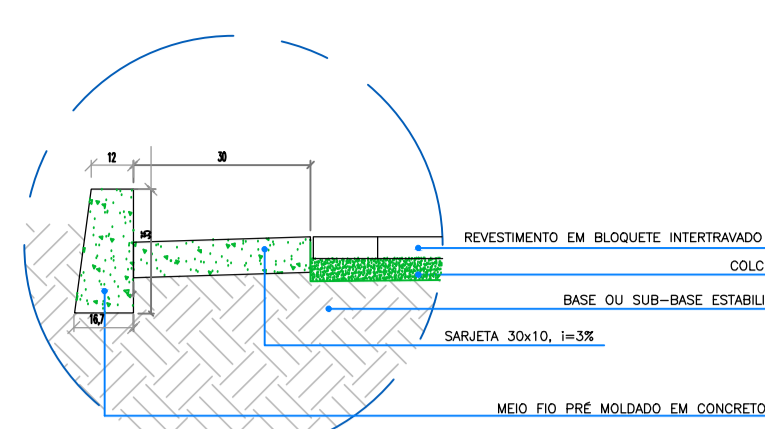 12
30
35
REVESTIMENTO EM BLOQUETE INTERTRAVADO
COLC
BASE OU SUB-BASE ESTABILI
16,7
SARJETA 30x10, i=3%
MEIO FIO PRÉ MOLDADO EM CONCRETO